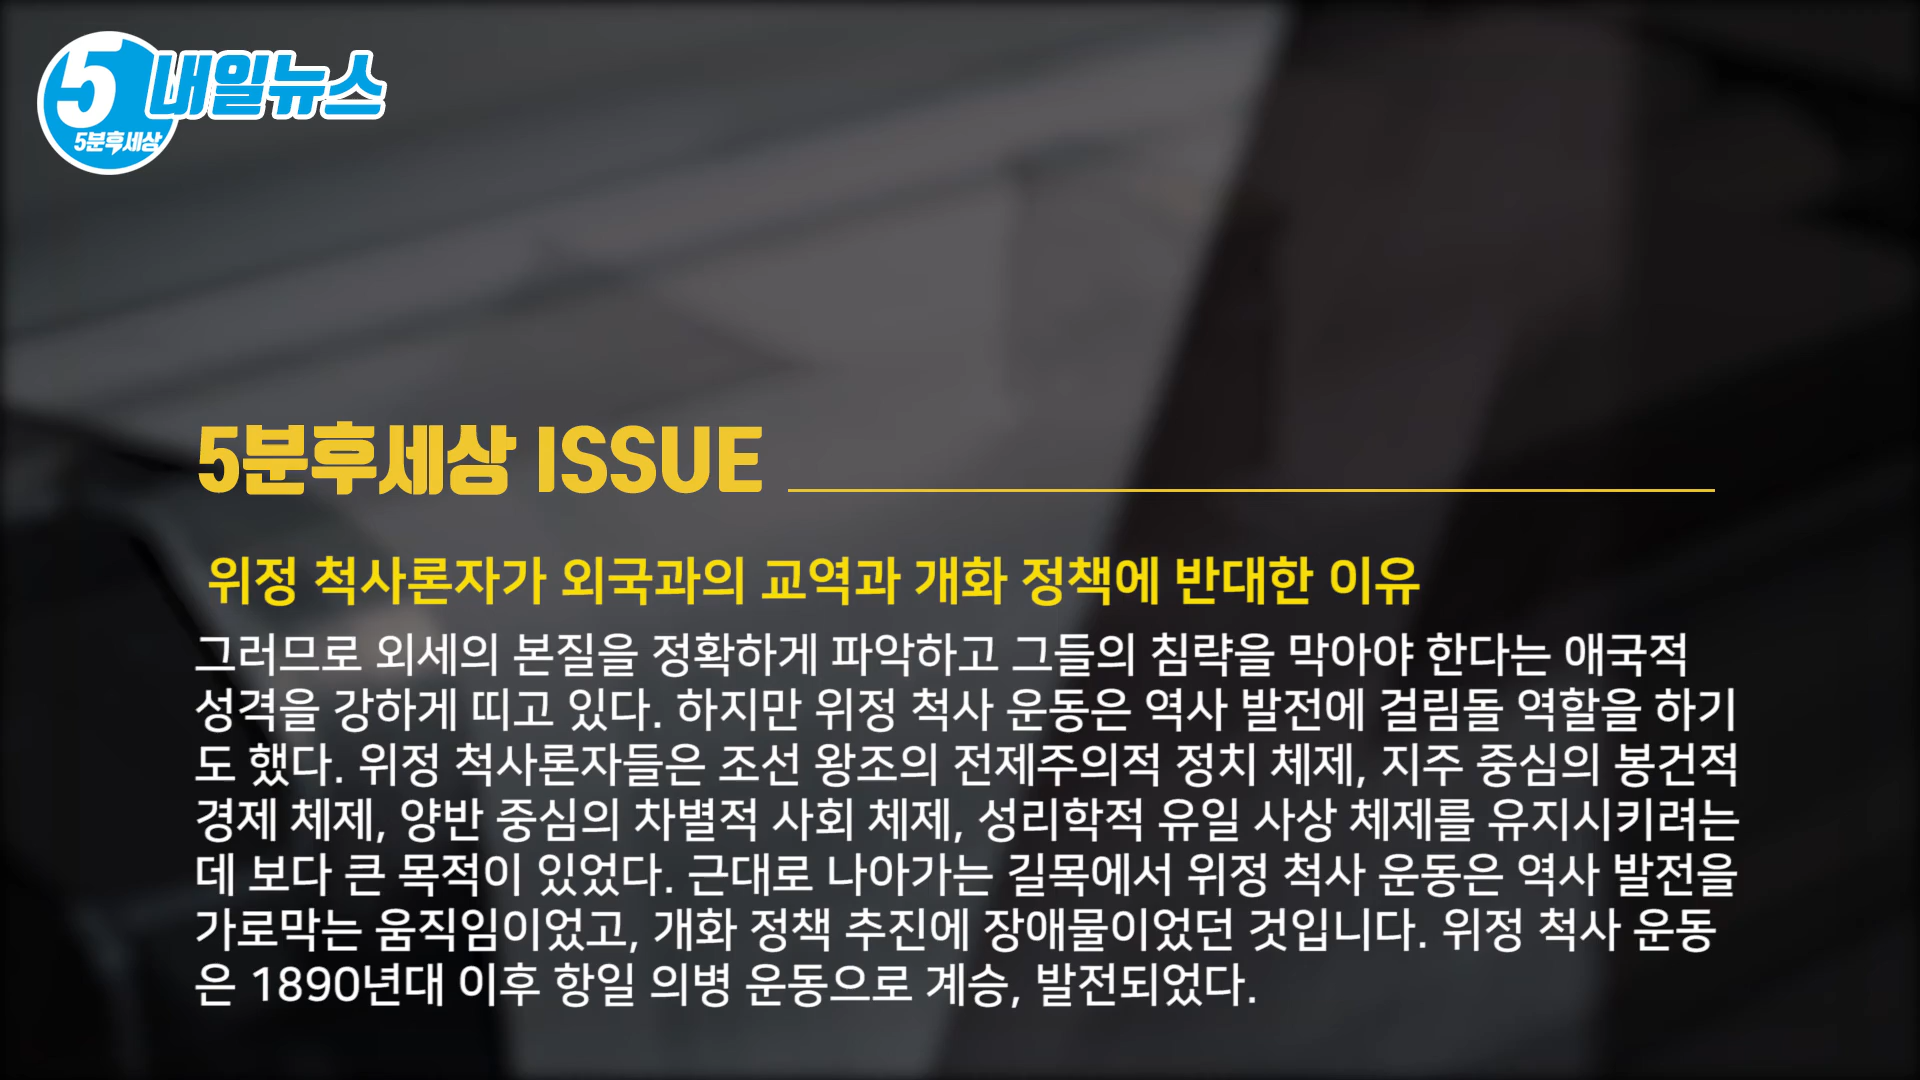 5 내일뉴스
5분후세상
5분후세상 ISSUE
위정 척사론자가 외국과의 교역과 개화 정책에 반대한 이유
그러므로 외세의 본질을 정확하게 파악하고 그들의 침략을 막아야 한다는 애국적
성격을 강하게 띠고 있다. 하지만 위정 척사 운동은 역사 발전에 걸림돌 역할을 하기
도 했다. 위정 척사론자들은 조선 왕조의 전제주의적 정치 체제, 지주 중심의 봉건적
경제 체제, 양반 중심의 차별적 사회 체제, 성리학적 유일 사상 체제를 유지시키려는
데 보다 큰 목적이 있었다. 근대로 나아가는 길목에서 위정 척사 운동은 역사 발전을
가로막는 움직임이었고, 개화 정책 추진에 장애물이었던 것입니다. 위정 척사 운동
은 1890년대 이후 항일 의병 운동으로 계승, 발전되었다.